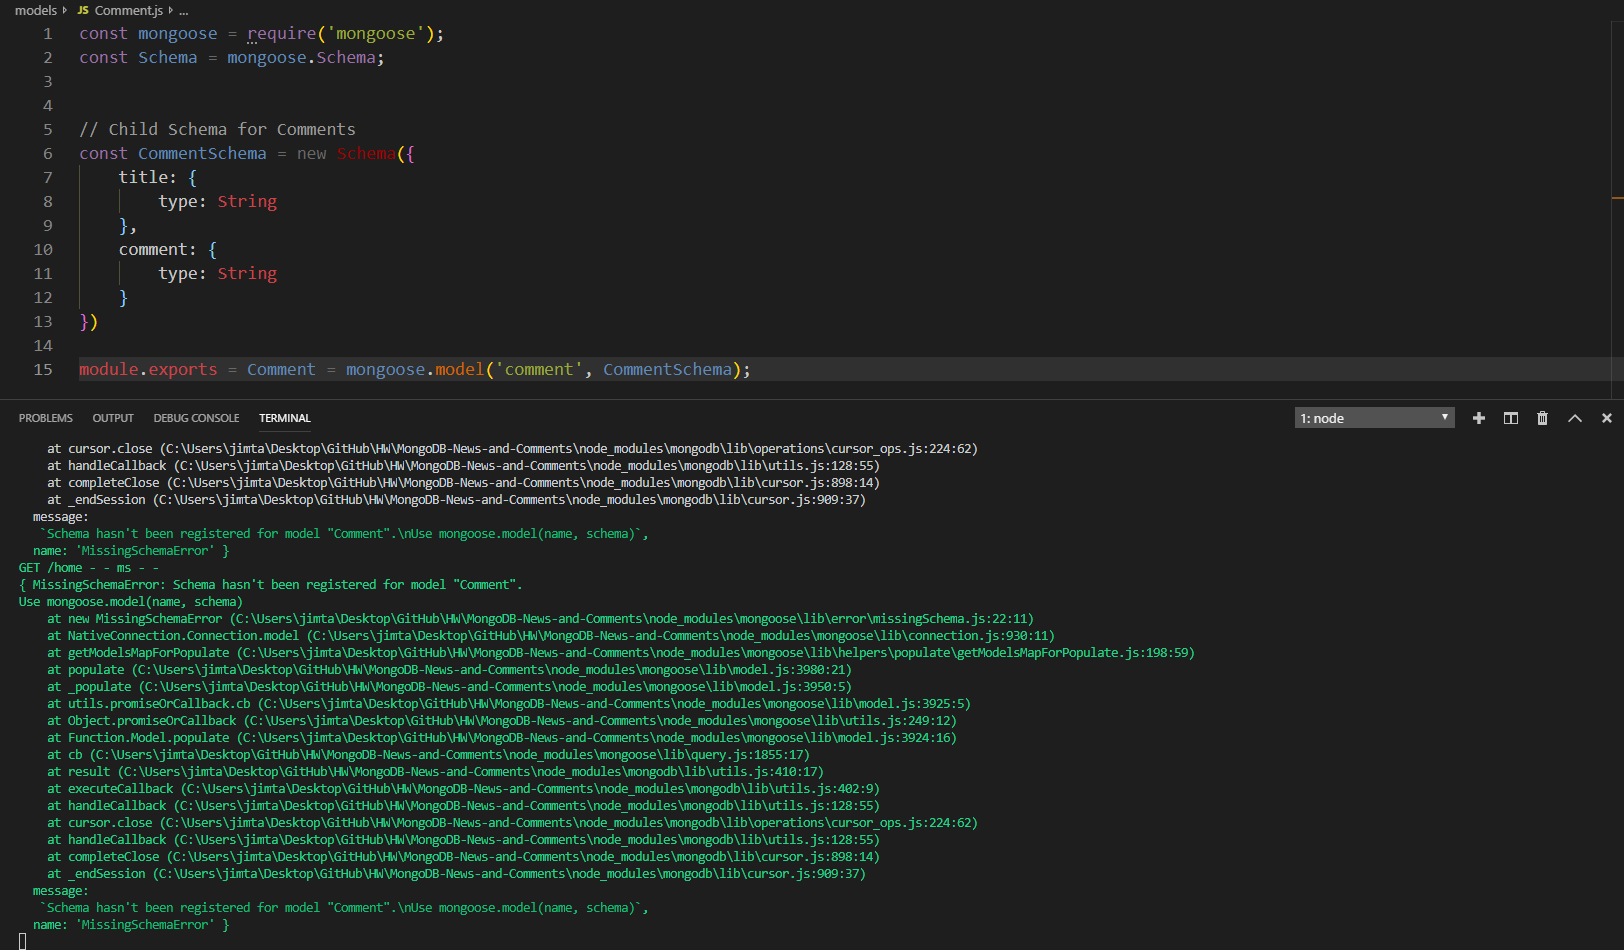 models › JS Comment.js › ...
1 const mongoose = require('mongoose');
2 const Schema = mongoose.Schema;
3
4
5 // Child Schema for Comments
6 const CommentSchema = new Schema({
7 title: {
8 type: String
9 },
10 comment: {
11 type: String
12 }
13 })
14
15 module.exports = Comment = mongoose.model('comment', CommentSchema);
PROBLEMS OUTPUT DEBUG CONSOLE TERMINAL 1: node
at cursor.close (C:\Users\jimta\Desktop\GitHub\HW\MongoDB-News-and-Comments\node_modules\mongodb\lib\operations\cursor_ops.js:224:62)
at handleCallback (C:\Users\jimta\Desktop\GitHub\HW\MongoDB-News-and-Comments\node_modules\mongodb\lib\utils.js:128:55)
at completeClose (C:\Users\jimta\Desktop\GitHub\HW\MongoDB-News-and-Comments\node_modules\mongodb\lib\cursor.js:898:14)
at _endSession (C:\Users\jimta\Desktop\GitHub\HW\MongoDB-News-and-Comments\node_modules\mongodb\lib\cursor.js:909:37)
message:
`Schema hasn't been registered for model "Comment".\nUse mongoose.model(name, schema)`,
name: 'MissingSchemaError' }
GET /home - - ms - -
{ MissingSchemaError: Schema hasn't been registered for model "Comment".
Use mongoose.model(name, schema)
at new MissingSchemaError (C:\Users\jimta\Desktop\GitHub\HW\MongoDB-News-and-Comments\node_modules\mongoose\lib\error\missingSchema.js:22:11)
at NativeConnection.Connection.model (C:\Users\jimta\Desktop\GitHub\HW\MongoDB-News-and-Comments\node_modules\mongoose\lib\connection.js:930:11)
at getModelsMapForPopulate (C:\Users\jimta\Desktop\GitHub\HW\MongoDB-News-and-Comments\node_modules\mongoose\lib\helpers\populate\getModelsMapForPopulate.js:198:59)
at populate (C:\Users\jimta\Desktop\GitHub\HW\MongoDB-News-and-Comments\node_modules\mongoose\lib\model.js:3980:21)
at _populate (C:\Users\jimta\Desktop\GitHub\HW\MongoDB-News-and-Comments\node_modules\mongoose\lib\model.js:3950:5)
at utils.promiseOrCallback.cb (C:\Users\jimta\Desktop\GitHub\HW\MongoDB-News-and-Comments\node_modules\mongoose\lib\model.js:3925:5)
at Object.promiseOrCallback (C:\Users\jimta\Desktop\GitHub\HW\MongoDB-News-and-Comments\node_modules\mongoose\lib\utils.js:249:12)
at Function.Model.populate (C:\Users\jimta\Desktop\GitHub\HW\MongoDB-News-and-Comments\node_modules\mongoose\lib\model.js:3924:16)
at cb (C:\Users\jimta\Desktop\GitHub\HW\MongoDB-News-and-Comments\node_modules\mongoose\lib\query.js:1855:17)
at result (C:\Users\jimta\Desktop\GitHub\HW\MongoDB-News-and-Comments\node_modules\mongodb\lib\utils.js:410:17)
at executeCallback (C:\Users\jimta\Desktop\GitHub\HW\MongoDB-News-and-Comments\node_modules\mongodb\lib\utils.js:402:9)
at handleCallback (C:\Users\jimta\Desktop\GitHub\HW\MongoDB-News-and-Comments\node_modules\mongodb\lib\utils.js:128:55)
at cursor.close (C:\Users\jimta\Desktop\GitHub\HW\MongoDB-News-and-Comments\node_modules\mongodb\lib\operations\cursor_ops.js:224:62)
at handleCallback (C:\Users\jimta\Desktop\GitHub\HW\MongoDB-News-and-Comments\node_modules\mongodb\lib\utils.js:128:55)
at completeClose (C:\Users\jimta\Desktop\GitHub\HW\MongoDB-News-and-Comments\node_modules\mongodb\lib\cursor.js:898:14)
at _endSession (C:\Users\jimta\Desktop\GitHub\HW\MongoDB-News-and-Comments\node_modules\mongodb\lib\cursor.js:909:37)
message:
`Schema hasn't been registered for model "Comment".\nUse mongoose.model(name, schema)`,
name: 'MissingSchemaError' }